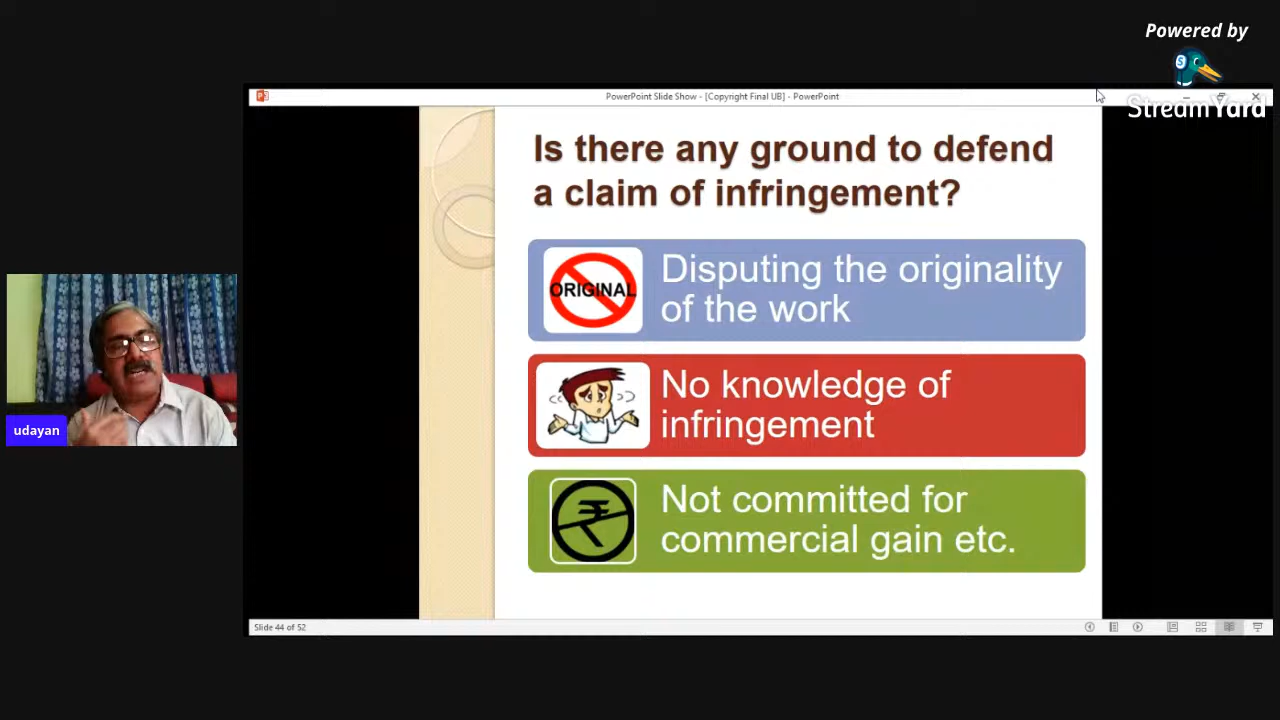 Powered by
StreamYard
PowerPoint Slide Show - [Copyright Final UB] - PowerPoint
Is there any ground to defend
a claim of infringement?
ORIGINAL
Disputing the originality
of the work
No knowledge of
infringement
Not committed for
commercial gain etc.
udayan
Slide 44 of 52